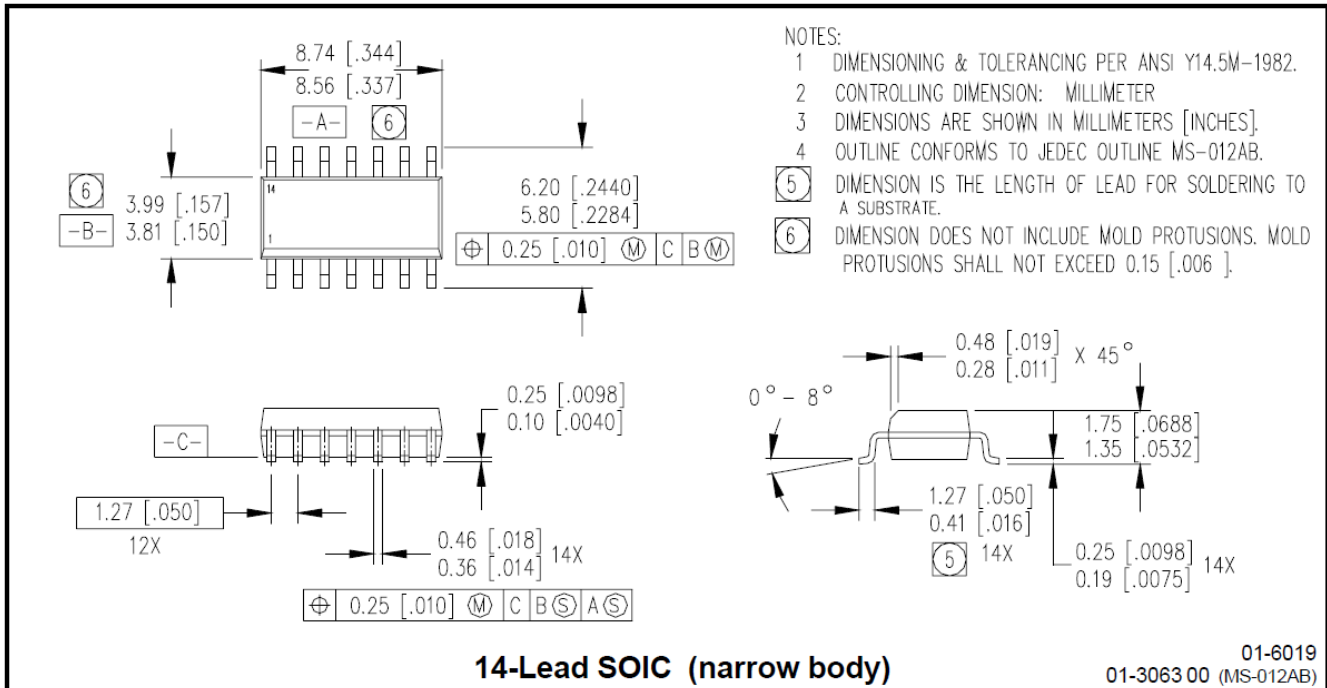 8.74 [.344]
8.56 [.337]
-A- 6
14
1
6
3.99 [.157]
-B- 3.81 [.150]
6.20 [.2440]
5.80 [.2284]
⌖ 0.25 [.010] Ⓜ C B Ⓜ
NOTES:
1 DIMENSIONING & TOLERANCING PER ANSI Y14.5M-1982.
2 CONTROLLING DIMENSION: MILLIMETER
3 DIMENSIONS ARE SHOWN IN MILLIMETERS [INCHES].
4 OUTLINE CONFORMS TO JEDEC OUTLINE MS-012AB.
5 DIMENSION IS THE LENGTH OF LEAD FOR SOLDERING TO
A SUBSTRATE.
6 DIMENSION DOES NOT INCLUDE MOLD PROTUSIONS. MOLD
PROTUSIONS SHALL NOT EXCEED 0.15 [.006 ].
-C-
0.25 [.0098]
0.10 [.0040]
1.27 [.050]
12X
0.46 [.018]
0.36 [.014] 14X
⌖ 0.25 [.010] Ⓜ C B Ⓢ A Ⓢ
0.48 [.019]
0.28 [.011] X 45°
0° - 8°
1.75 [.0688]
1.35 [.0532]
1.27 [.050]
0.41 [.016]
5 14X
0.25 [.0098]
0.19 [.0075] 14X
14-Lead SOIC (narrow body)
01-6019
01-3063 00 (MS-012AB)